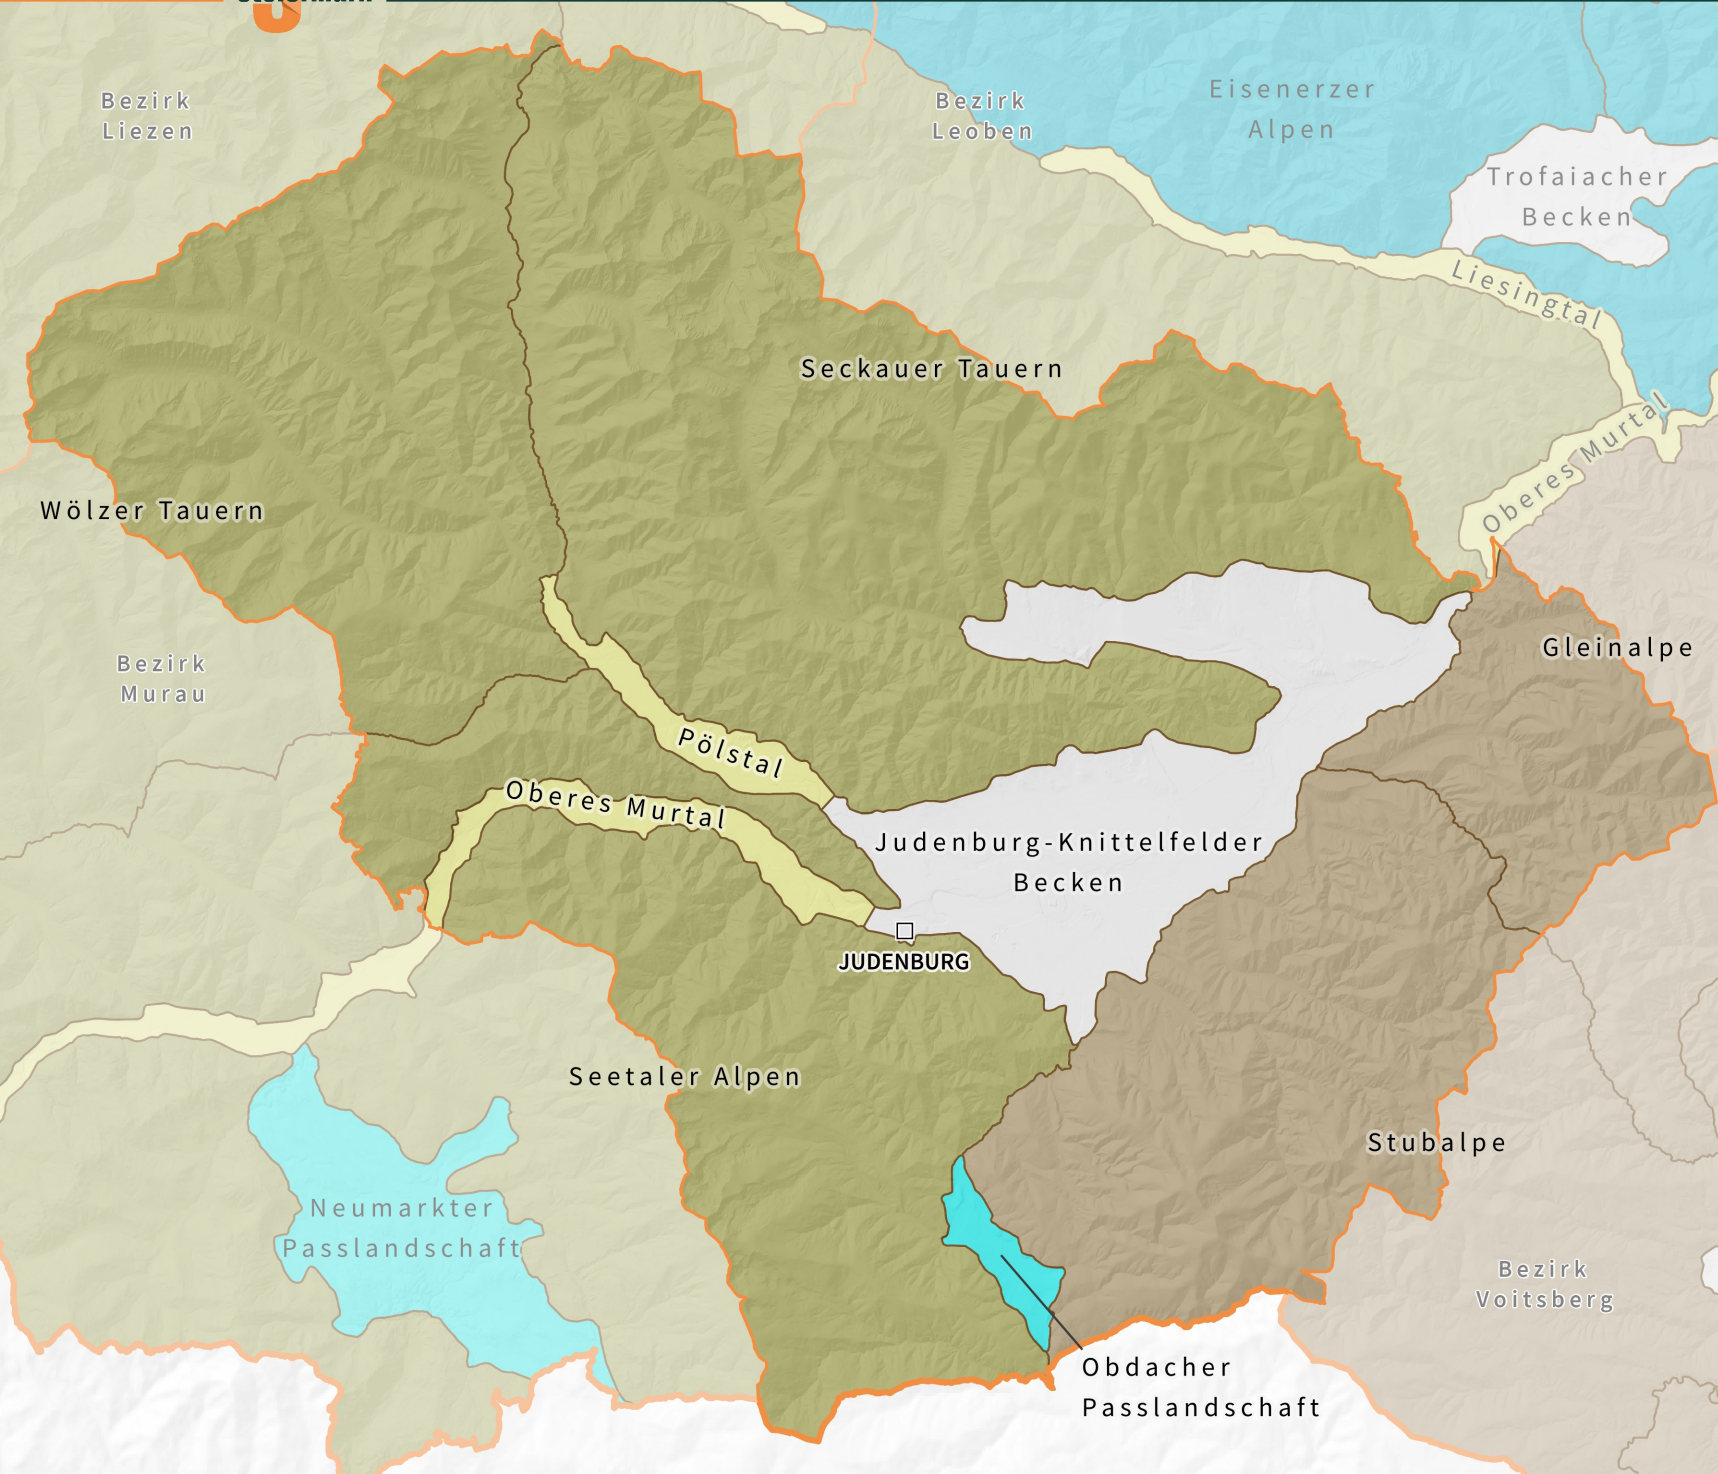 Bezirk
Liezen
Bezirk
Leoben
Eisenerzer
Alpen
Trofaiacher
Becken
Liesingtal
Seckauer Tauern
Oberes Murtal
Wölzer Tauern
Gleinalpe
Bezirk
Murau
Pölstal
Oberes Murtal
Judenburg-Knittelfelder
Becken
JUDENBURG
Seetaler Alpen
Stubalpe
Neumarkter
Passlandschaft
Bezirk
Voitsberg
Obdacher
Passlandschaft